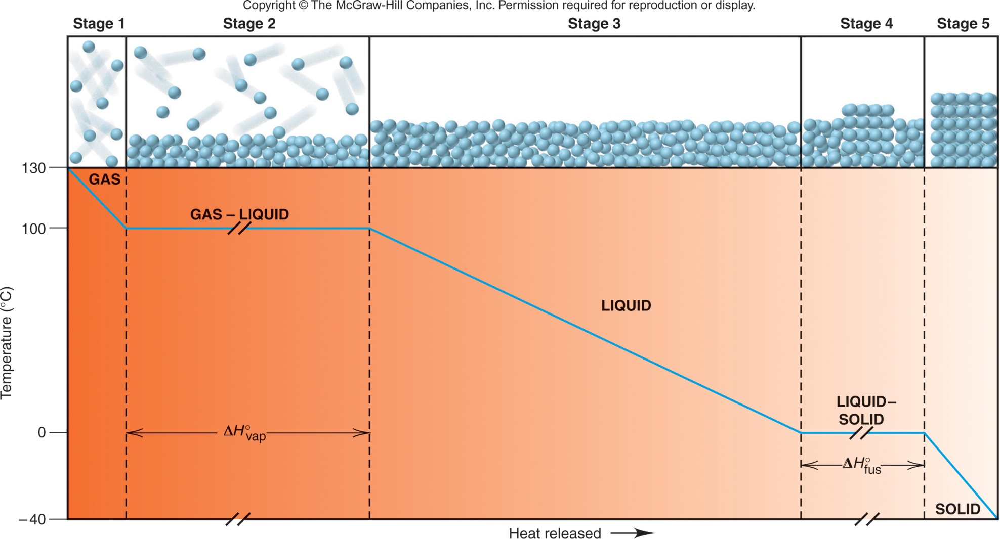 Copyright © The McGraw-Hill Companies, Inc. Permission required for reproduction or display.
Stage 1 Stage 2 Stage 3 Stage 4 Stage 5
130
GAS
GAS – LIQUID
100
LIQUID
Temperature (°C)
LIQUID–
SOLID
0
ΔH°vap
ΔH°fus
SOLID
–40
Heat released